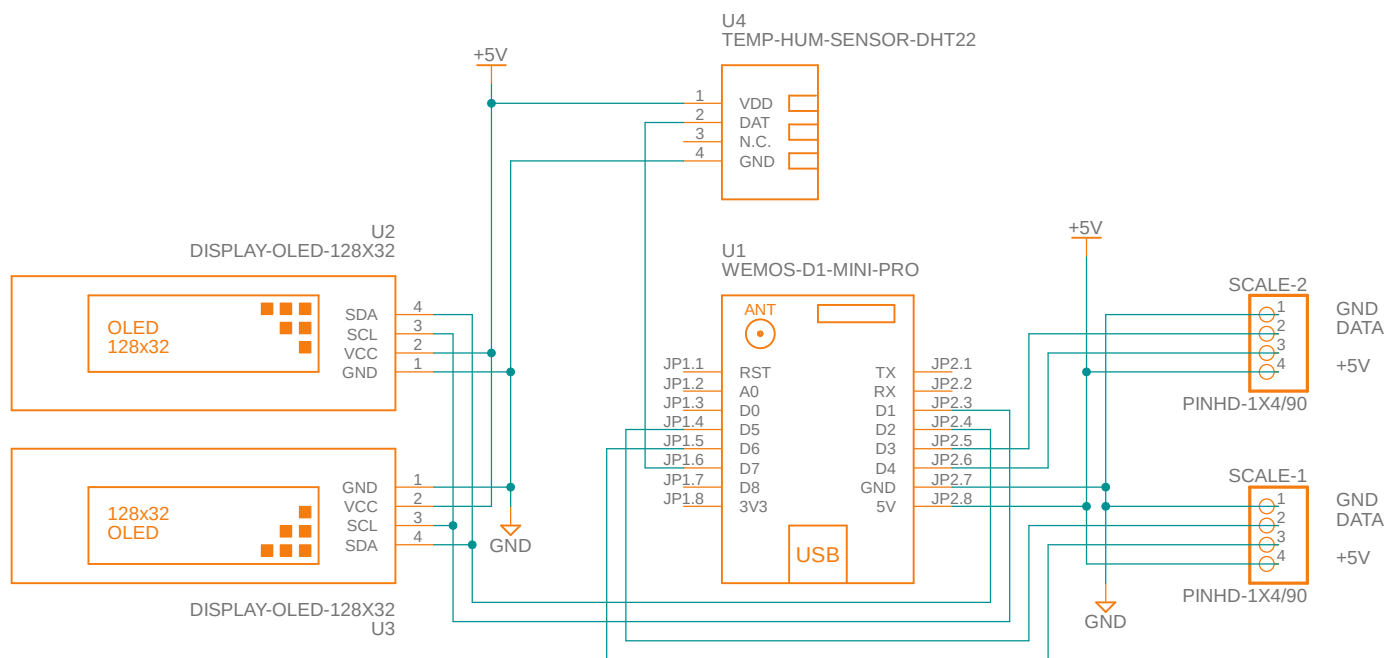 U4
TEMP-HUM-SENSOR-DHT22
+5V
1 VDD
2 DAT
3 N.C.
4 GND
U2
DISPLAY-OLED-128X32
OLED
128x32
SDA 4
SCL 3
VCC 2
GND 1
128x32
OLED
GND 1
VCC 2
SCL 3
SDA 4
DISPLAY-OLED-128X32
U3
GND
U1
WEMOS-D1-MINI-PRO
ANT
JP1.1 RST TX JP2.1
JP1.2 A0 RX JP2.2
JP1.3 D0 D1 JP2.3
JP1.4 D5 D2 JP2.4
JP1.5 D6 D3 JP2.5
JP1.6 D7 D4 JP2.6
JP1.7 D8 GND JP2.7
JP1.8 3V3 5V JP2.8
USB
+5V
SCALE-2
1 GND
2 DATA
3
4 +5V
PINHD-1X4/90
SCALE-1
1 GND
2 DATA
3
4 +5V
PINHD-1X4/90
GND